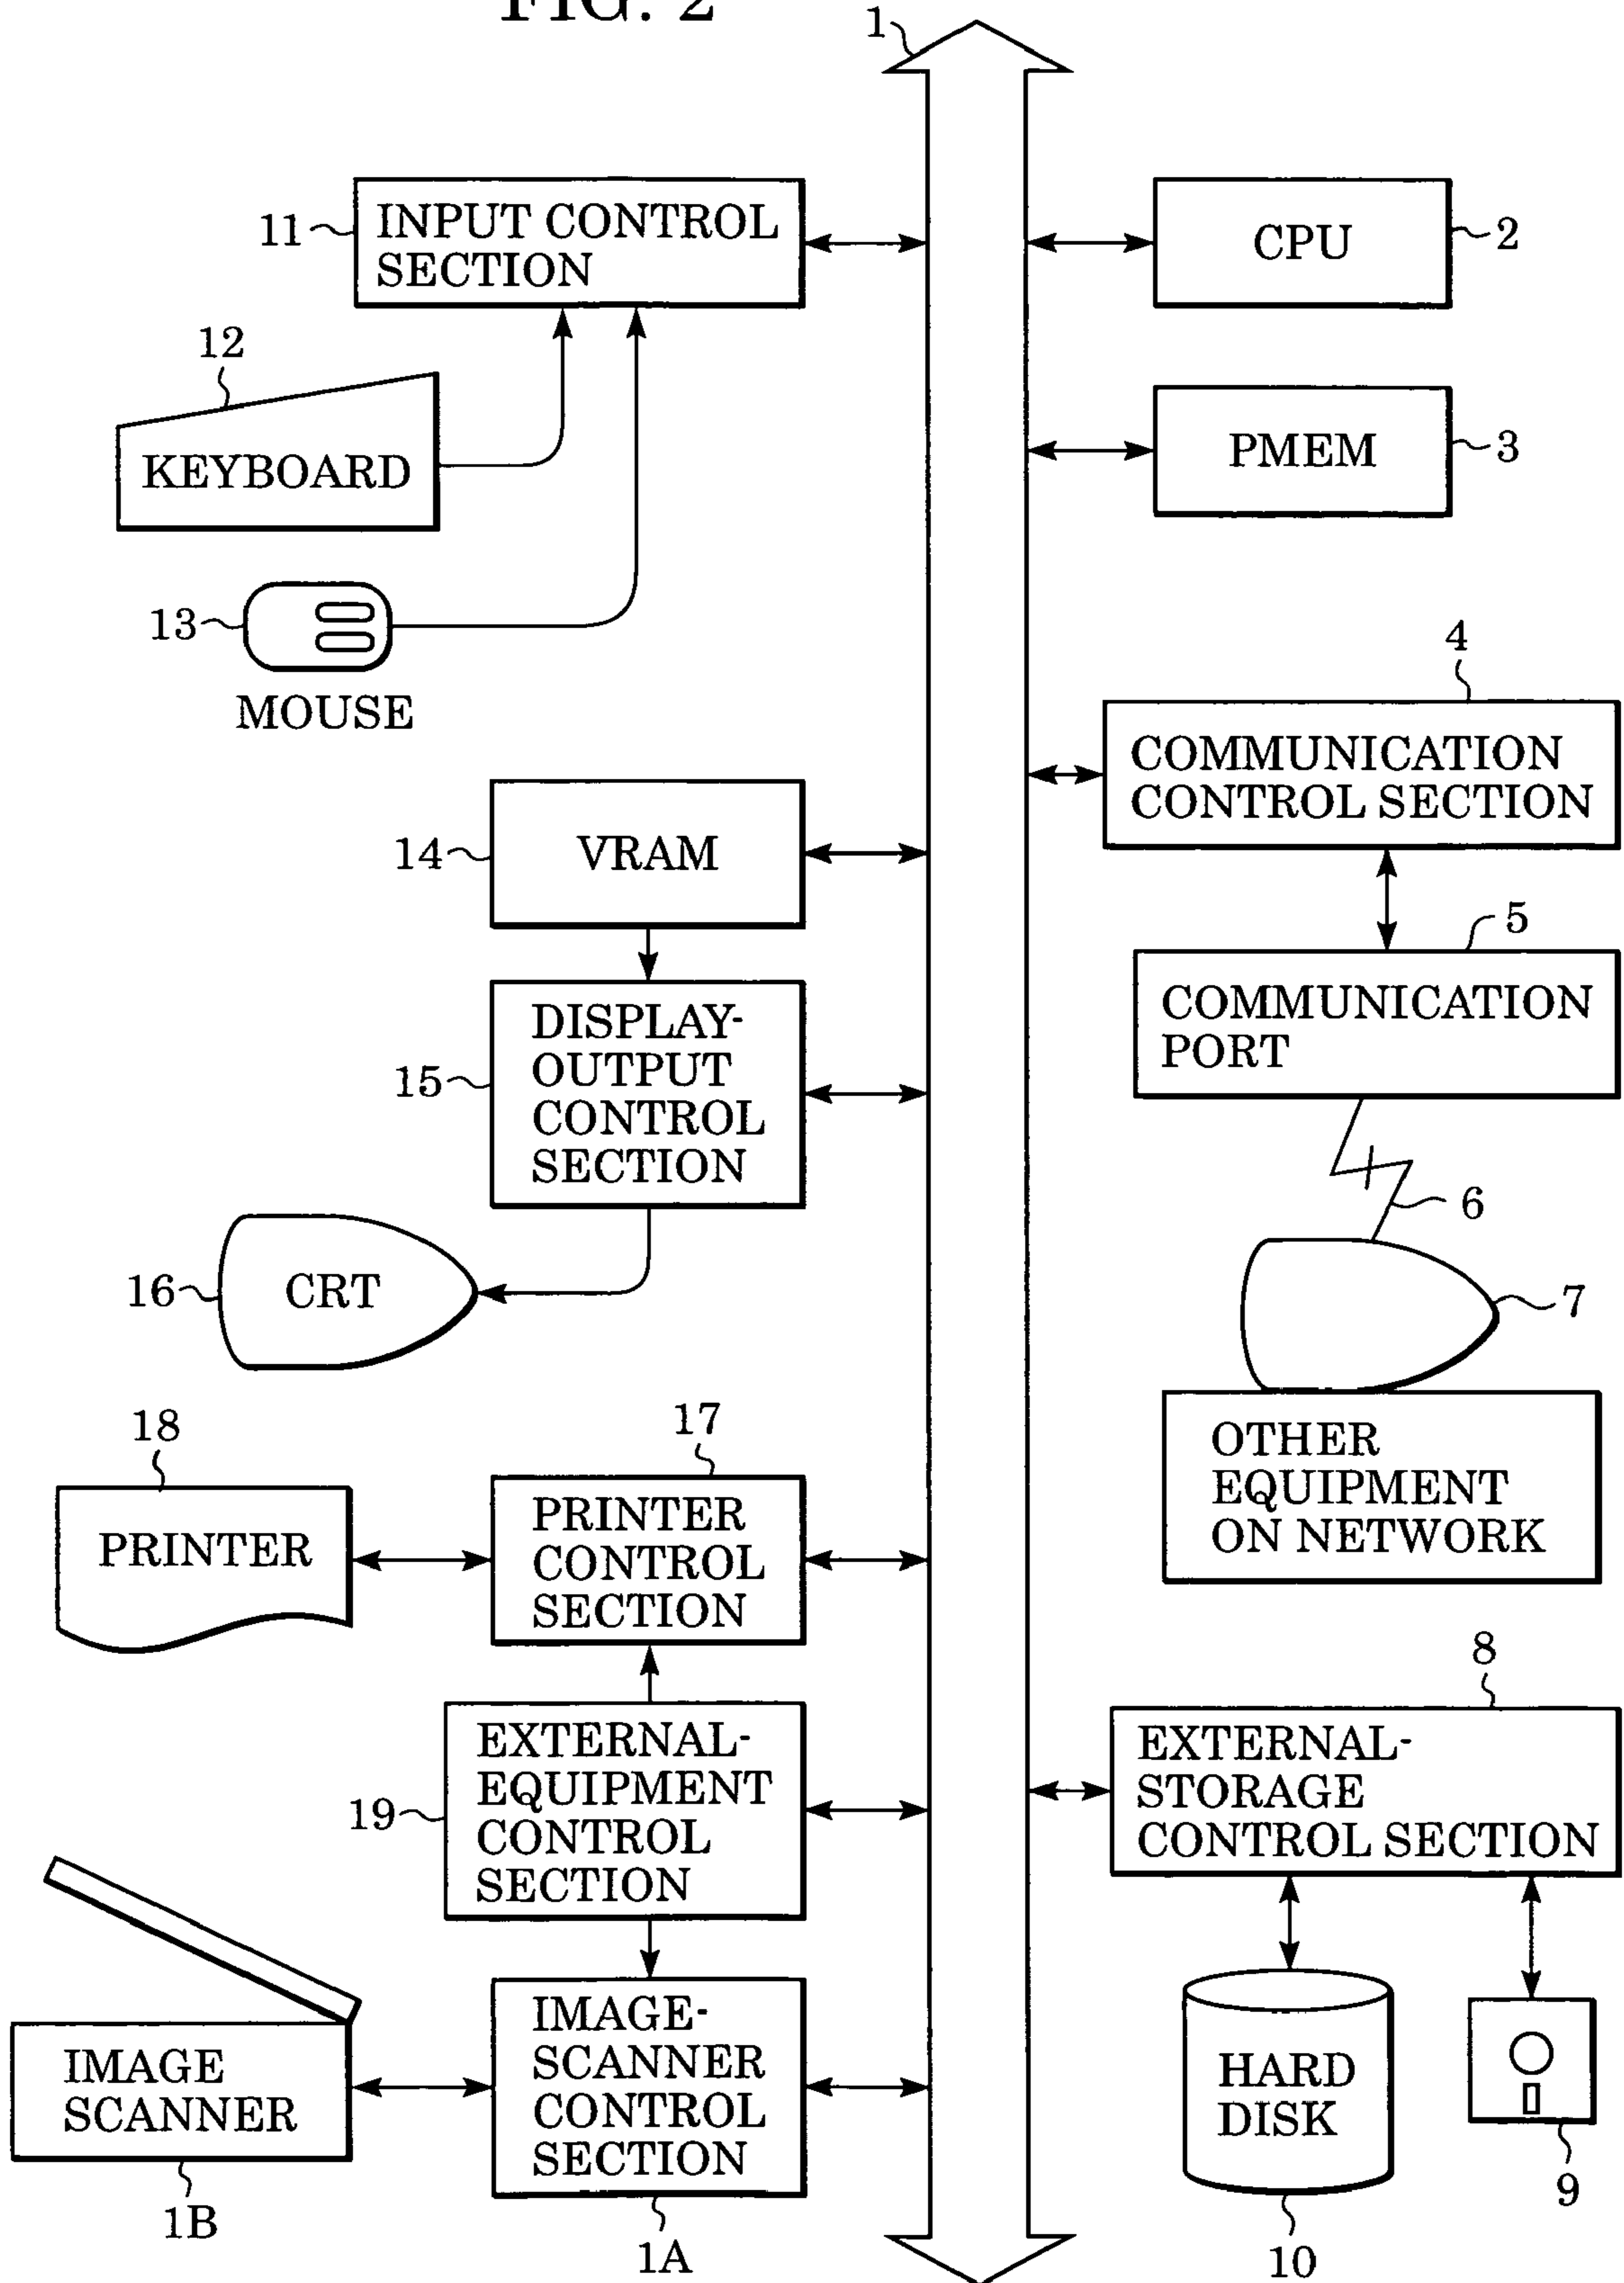 FIG. 2
1
11
INPUT CONTROL
SECTION
CPU
2
12
KEYBOARD
PMEM
3
13
MOUSE
4
COMMUNICATION
CONTROL SECTION
14
VRAM
5
COMMUNICATION
PORT
15
DISPLAY-
OUTPUT
CONTROL
SECTION
6
16
CRT
7
OTHER
EQUIPMENT
ON NETWORK
18
PRINTER
17
PRINTER
CONTROL
SECTION
8
EXTERNAL-
STORAGE
CONTROL SECTION
19
EXTERNAL-
EQUIPMENT
CONTROL
SECTION
IMAGE
SCANNER
1B
IMAGE-
SCANNER
CONTROL
SECTION
1A
HARD
DISK
10
9